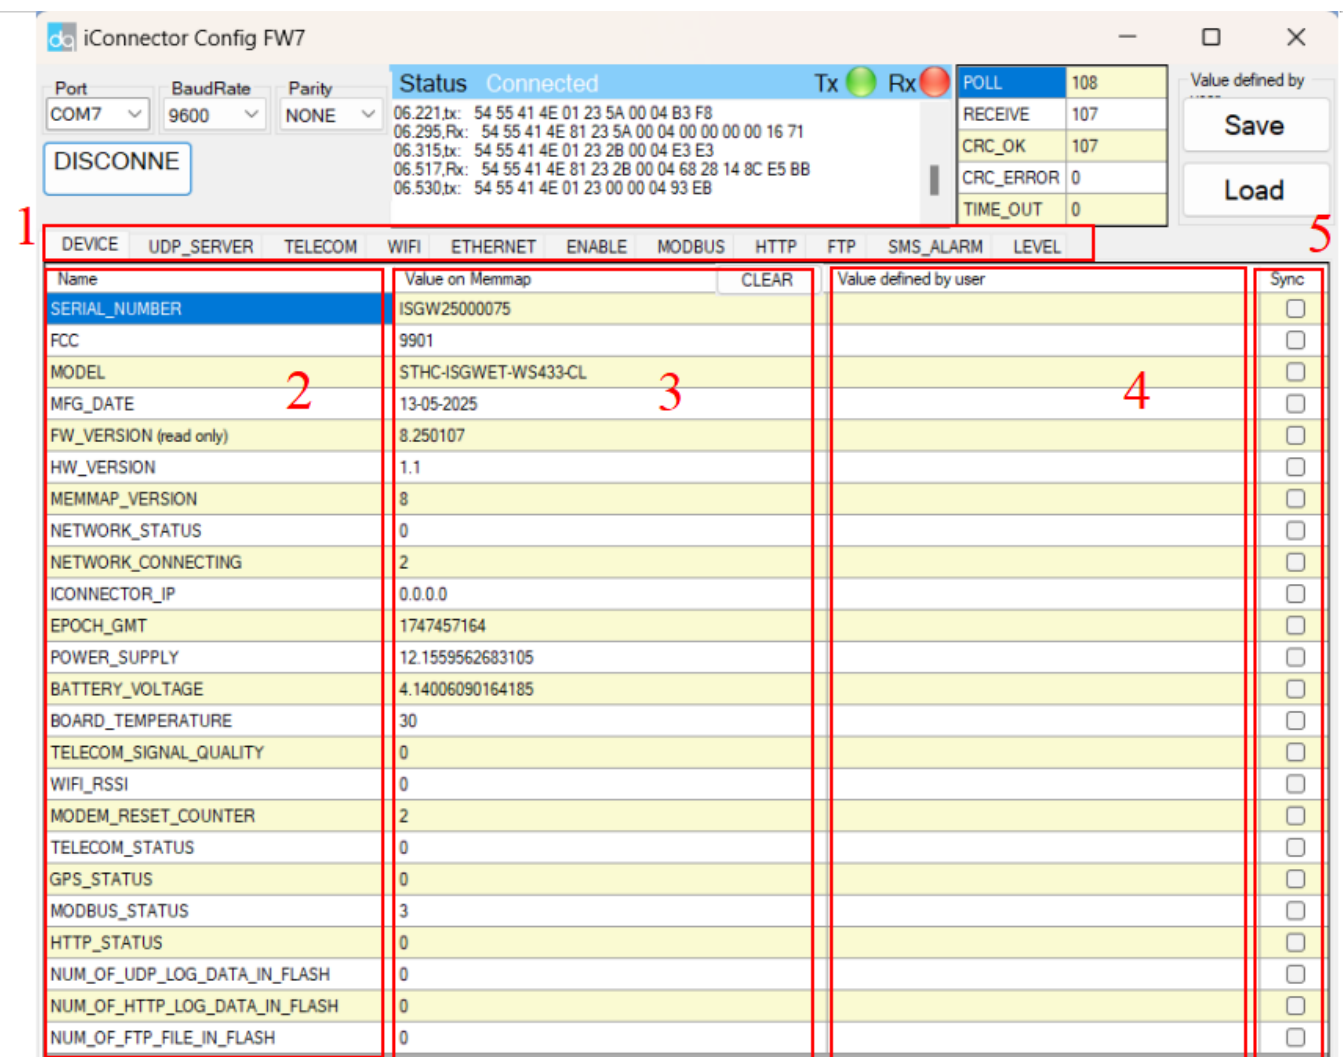 dq iConnector Config FW7
Port BaudRate Parity
COM7 9600 NONE
DISCONNE
Status Connected Tx Rx
06.221,tx: 54 55 41 4E 01 23 5A 00 04 B3 F8
06.295,Rx: 54 55 41 4E 81 23 5A 00 04 00 00 00 00 16 71
06.315,tx: 54 55 41 4E 01 23 2B 00 04 E3 E3
06.517,Rx: 54 55 41 4E 81 23 2B 00 04 68 28 14 8C E5 BB
06.530,tx: 54 55 41 4E 01 23 00 00 04 93 EB
POLL 108
RECEIVE 107
CRC_OK 107
CRC_ERROR 0
TIME_OUT 0
Value defined by
Save
Load
1
5
DEVICE UDP_SERVER TELECOM WIFI ETHERNET ENABLE MODBUS HTTP FTP SMS_ALARM LEVEL
Name Value on Memmap CLEAR Value defined by user Sync
SERIAL_NUMBER ISGW25000075
FCC 9901
MODEL STHC-ISGWET-WS433-CL
2 3 4
MFG_DATE 13-05-2025
FW_VERSION (read only) 8.250107
HW_VERSION 1.1
MEMMAP_VERSION 8
NETWORK_STATUS 0
NETWORK_CONNECTING 2
ICONNECTOR_IP 0.0.0.0
EPOCH_GMT 1747457164
POWER_SUPPLY 12.1559562683105
BATTERY_VOLTAGE 4.14006090164185
BOARD_TEMPERATURE 30
TELECOM_SIGNAL_QUALITY 0
WIFI_RSSI 0
MODEM_RESET_COUNTER 2
TELECOM_STATUS 0
GPS_STATUS 0
MODBUS_STATUS 3
HTTP_STATUS 0
NUM_OF_UDP_LOG_DATA_IN_FLASH 0
NUM_OF_HTTP_LOG_DATA_IN_FLASH 0
NUM_OF_FTP_FILE_IN_FLASH 0